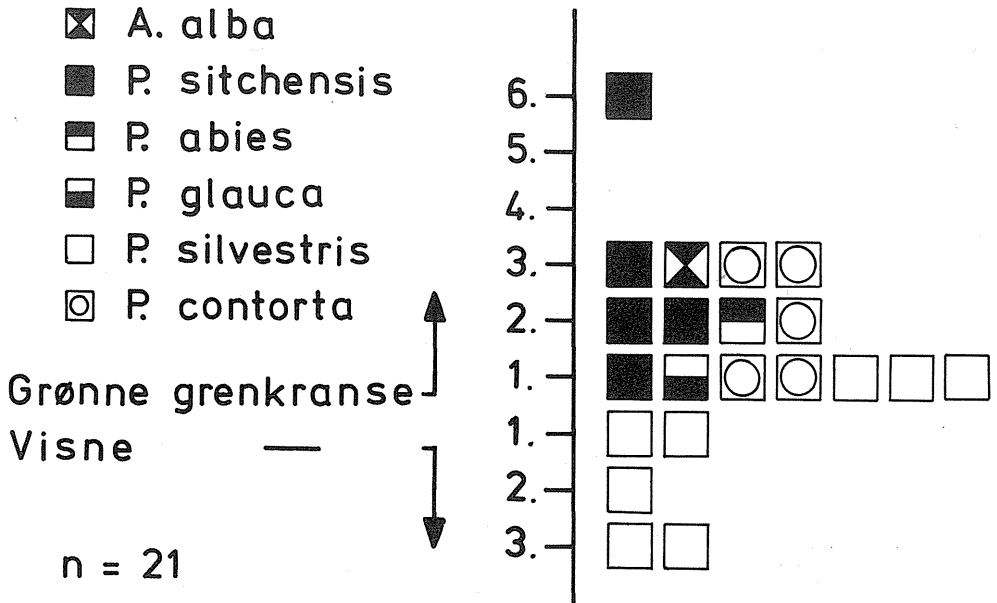 A. alba
P. sitchensis
P. abies
P. glauca
P. silvestris
P. contorta
Grønne grenkranse
Visne —
n = 21
6.
5.
4.
3.
2.
1.
1.
2.
3.